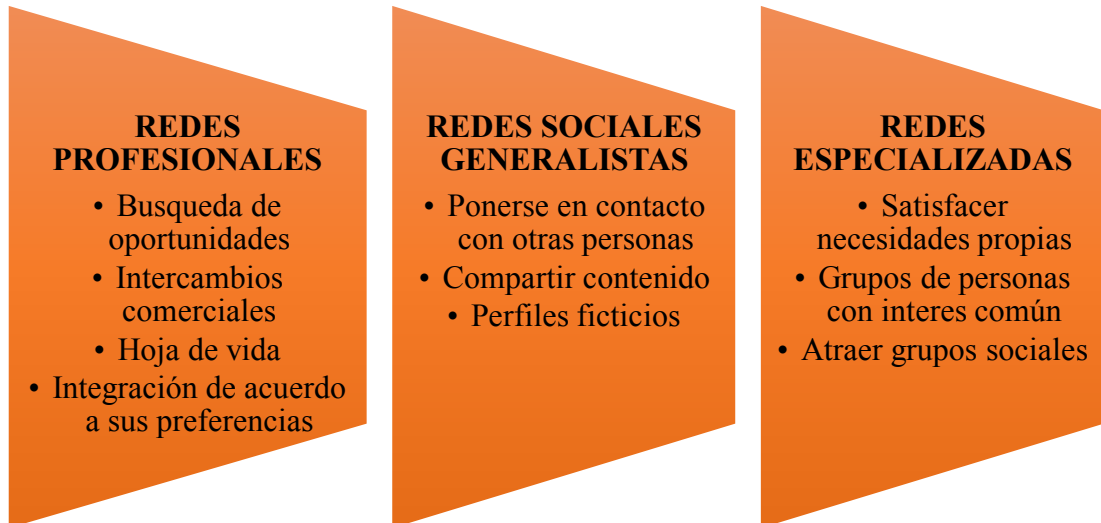 REDES
PROFESIONALES
• Busqueda de
oportunidades
• Intercambios
comerciales
• Hoja de vida
• Integración de acuerdo
a sus preferencias
REDES SOCIALES
GENERALISTAS
• Ponerse en contacto
con otras personas
• Compartir contenido
• Perfiles ficticios
REDES
ESPECIALIZADAS
• Satisfacer
necesidades propias
• Grupos de personas
con interes común
• Atraer grupos sociales